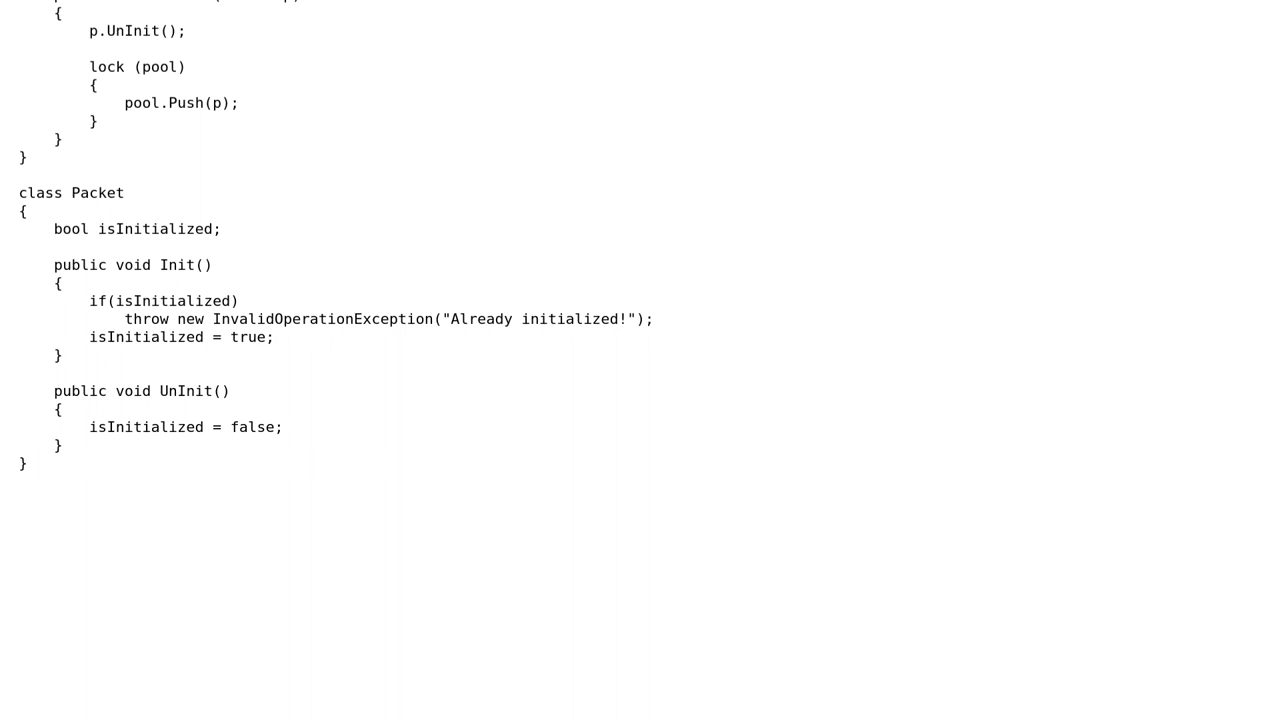 {
        p.UnInit();

        lock (pool)
        {
            pool.Push(p);
        }
    }
}

class Packet
{
    bool isInitialized;

    public void Init()
    {
        if(isInitialized)
            throw new InvalidOperationException("Already initialized!");
        isInitialized = true;
    }

    public void UnInit()
    {
        isInitialized = false;
    }
}